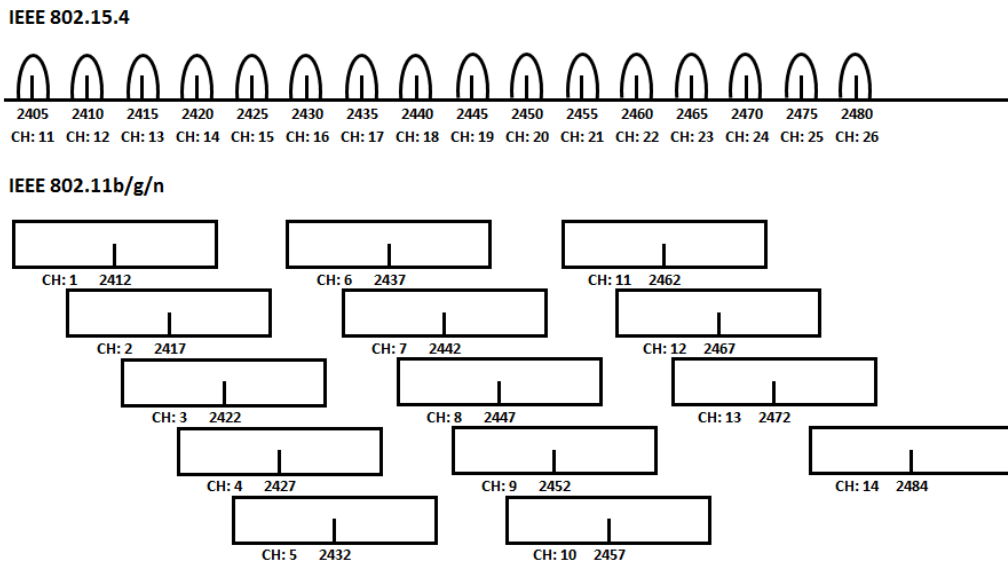 IEEE 802.15.4
2405 2410 2415 2420 2425 2430 2435 2440 2445 2450 2455 2460 2465 2470 2475 2480
CH: 11 CH: 12 CH: 13 CH: 14 CH: 15 CH: 16 CH: 17 CH: 18 CH: 19 CH: 20 CH: 21 CH: 22 CH: 23 CH: 24 CH: 25 CH: 26
IEEE 802.11b/g/n
CH: 1 2412 CH: 6 2437 CH: 11 2462
CH: 2 2417 CH: 7 2442 CH: 12 2467
CH: 3 2422 CH: 8 2447 CH: 13 2472
CH: 4 2427 CH: 9 2452 CH: 14 2484
CH: 5 2432 CH: 10 2457